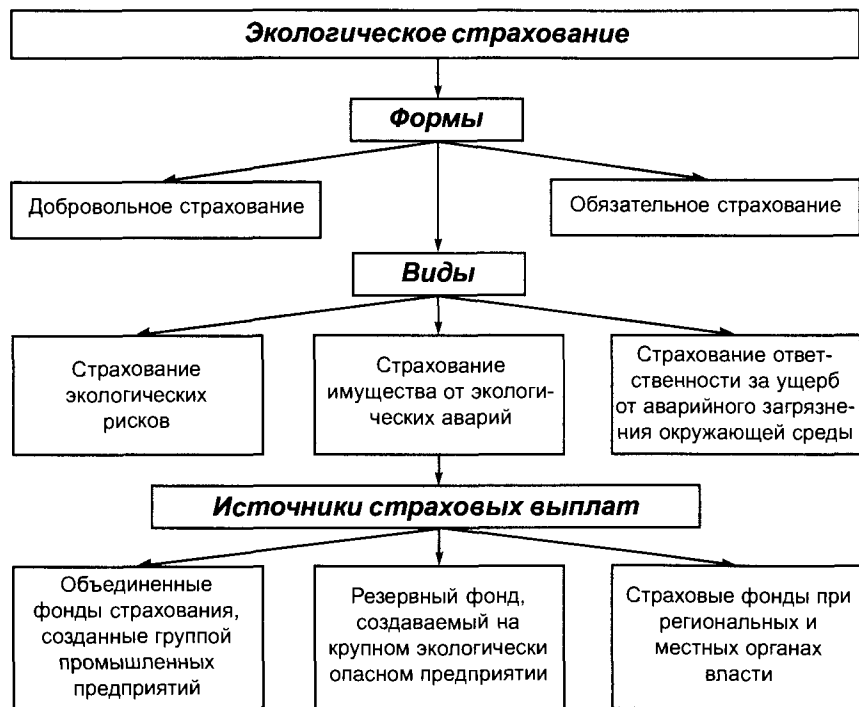 Экологическое страхование
Формы
Добровольное страхование
Обязательное страхование
Виды
Страхование
экологических
рисков
Страхование
имущества от экологи-
ческих аварий
Страхование ответ-
ственности за ущерб
от аварийного загрязне-
ния окружающей среды
Источники страховых выплат
Объединенные
фонды страхования,
созданные группой
промышленных
предприятий
Резервный фонд,
создаваемый на
крупном экологически
опасном предприятии
Страховые фонды при
региональных и
местных органах
власти